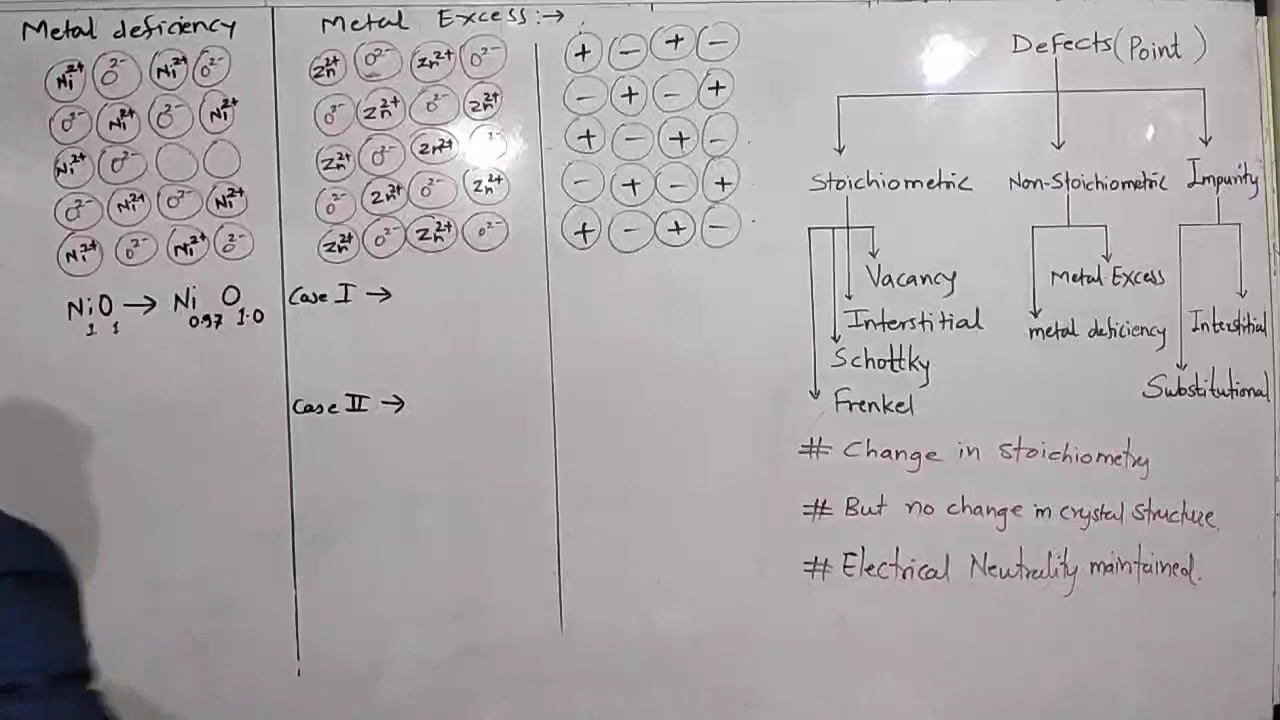 Metal deficiency
Ni2+ O2- Ni2+ O2-
O2- Ni2+ O2- Ni2+
Ni2+ O2-
O2- Ni2+ O2- Ni2+
Ni2+ O2- Ni2+ O2-
NiO → Ni O
1 1 0.97 1.0
Metal Excess:→
Zn2+ O2- Zn2+ O2-
O2- Zn2+ O2- Zn2+
Zn2+ O2- Zn2+ 2-
O2- Zn2+ O2- Zn2+
Zn2+ O2- Zn2+ O2-
Case I →
Case II →
+ - + -
- + - +
+ - + -
- + - +
+ - + -
Defects (Point)
Stoichiometric Non-Stoichiometric Impurity
Vacancy
Interstitial
Schottky
Frenkel
Metal Excess
metal deficiency
Interstitial
Substitutional
# Change in stoichiometry
# But no change in crystal structure
# Electrical Neutrality maintained.